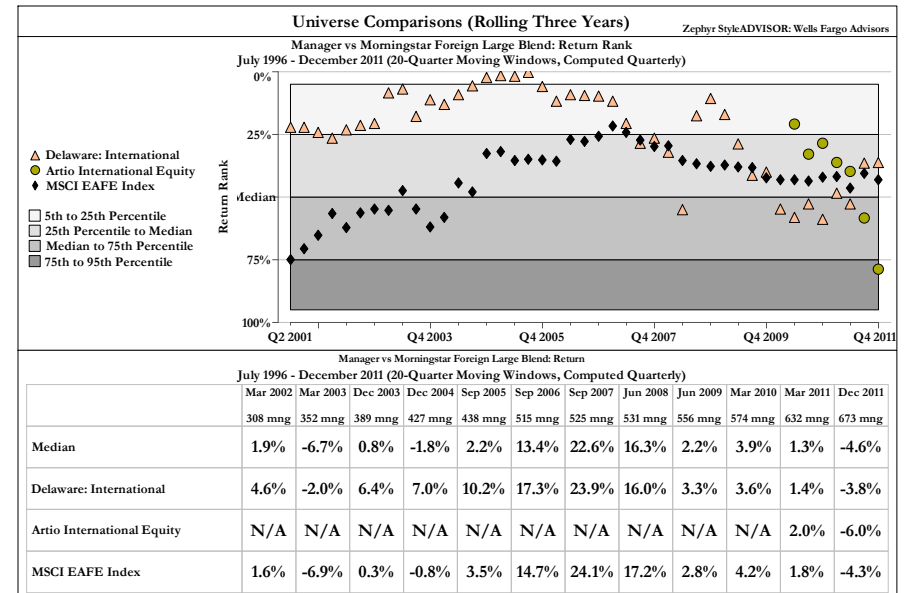 Universe Comparisons (Rolling Three Years)
Zephyr StyleADVISOR: Wells Fargo Advisors
Manager vs Morningstar Foreign Large Blend: Return Rank
July 1996 - December 2011 (20-Quarter Moving Windows, Computed Quarterly)
Delaware: International
Artio International Equity
MSCI EAFE Index
5th to 25th Percentile
25th Percentile to Median
Median to 75th Percentile
75th to 95th Percentile
Return Rank
0%
25%
Median
75%
100%
Q2 2001 Q4 2003 Q4 2005 Q4 2007 Q4 2009 Q4 2011
Manager vs Morningstar Foreign Large Blend: Return
July 1996 - December 2011 (20-Quarter Moving Windows, Computed Quarterly)
Mar 2002 Mar 2003 Dec 2003 Dec 2004 Sep 2005 Sep 2006 Sep 2007 Jun 2008 Jun 2009 Mar 2010 Mar 2011 Dec 2011
308 mng 352 mng 389 mng 427 mng 438 mng 515 mng 525 mng 531 mng 556 mng 574 mng 632 mng 673 mng
Median 1.9% -6.7% 0.8% -1.8% 2.2% 13.4% 22.6% 16.3% 2.2% 3.9% 1.3% -4.6%
Delaware: International 4.6% -2.0% 6.4% 7.0% 10.2% 17.3% 23.9% 16.0% 3.3% 3.6% 1.4% -3.8%
Artio International Equity N/A N/A N/A N/A N/A N/A N/A N/A N/A N/A 2.0% -6.0%
MSCI EAFE Index 1.6% -6.9% 0.3% -0.8% 3.5% 14.7% 24.1% 17.2% 2.8% 4.2% 1.8% -4.3%